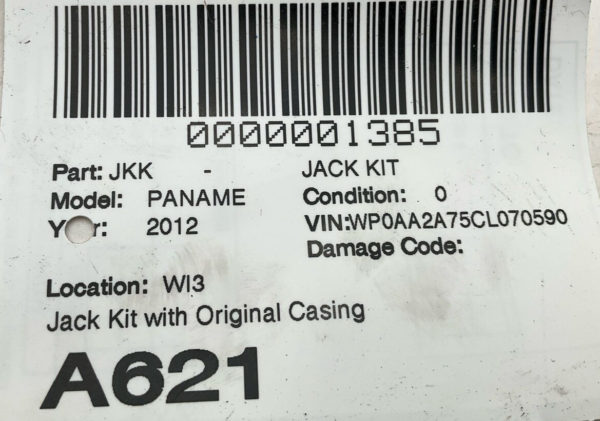 0000001385
Part: JKK - JACK KIT
Model: PANAME Condition: 0
Y r: 2012 VIN:WP0AA2A75CL070590
Damage Code:
Location: WI3
Jack Kit with Original Casing
A621